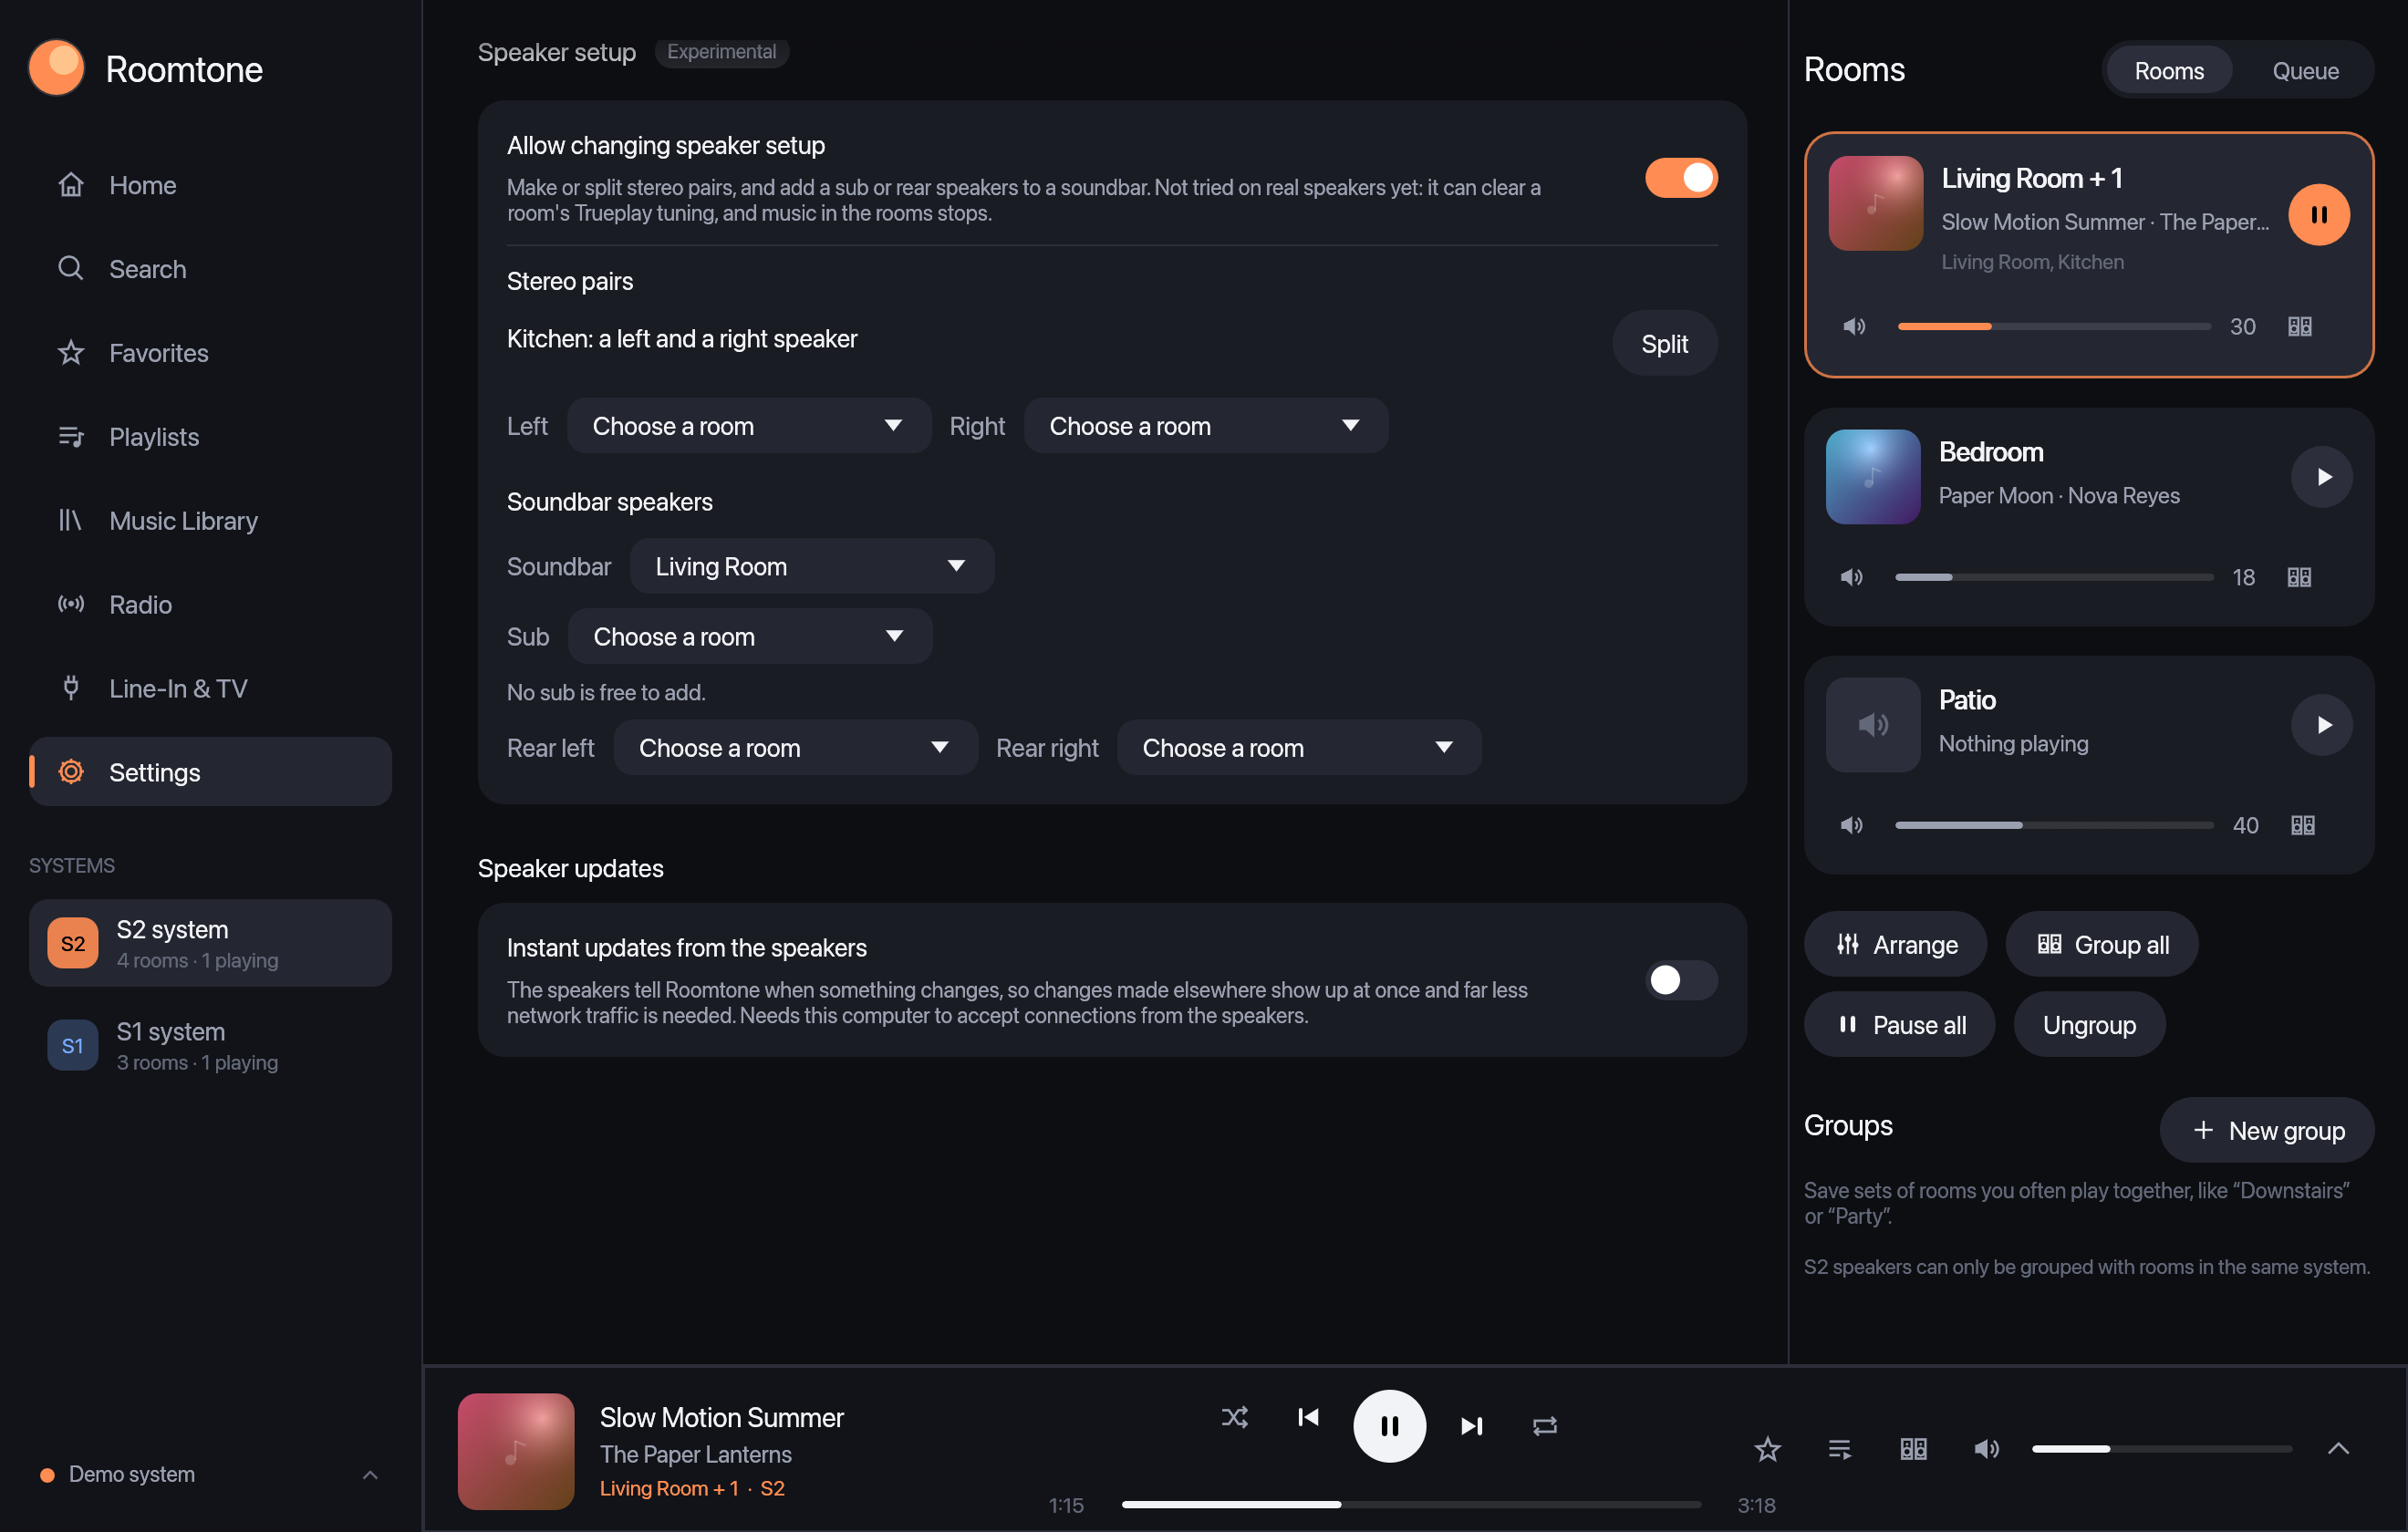 Roomtone
Home
Search
Favorites
Playlists
Music Library
Radio
Line-In & TV
Settings
SYSTEMS
S2
S2 system
4 rooms · 1 playing
S1
S1 system
3 rooms · 1 playing
Demo system
Speaker setup
Experimental
Allow changing speaker setup
Make or split stereo pairs, and add a sub or rear speakers to a soundbar. Not tried on real speakers yet: it can clear a
room's Trueplay tuning, and music in the rooms stops.
Stereo pairs
Kitchen: a left and a right speaker
Split
Left
Choose a room
Right
Choose a room
Soundbar speakers
Soundbar
Living Room
Sub
Choose a room
No sub is free to add.
Rear left
Choose a room
Rear right
Choose a room
Speaker updates
Instant updates from the speakers
The speakers tell Roomtone when something changes, so changes made elsewhere show up at once and far less
network traffic is needed. Needs this computer to accept connections from the speakers.
Rooms
Rooms
Queue
Living Room + 1
Slow Motion Summer · The Paper...
Living Room, Kitchen
30
Bedroom
Paper Moon · Nova Reyes
18
Patio
Nothing playing
40
Arrange
Group all
Pause all
Ungroup
Groups
New group
Save sets of rooms you often play together, like “Downstairs”
or “Party”.
S2 speakers can only be grouped with rooms in the same system.
Slow Motion Summer
The Paper Lanterns
Living Room + 1 · S2
1:15
3:18